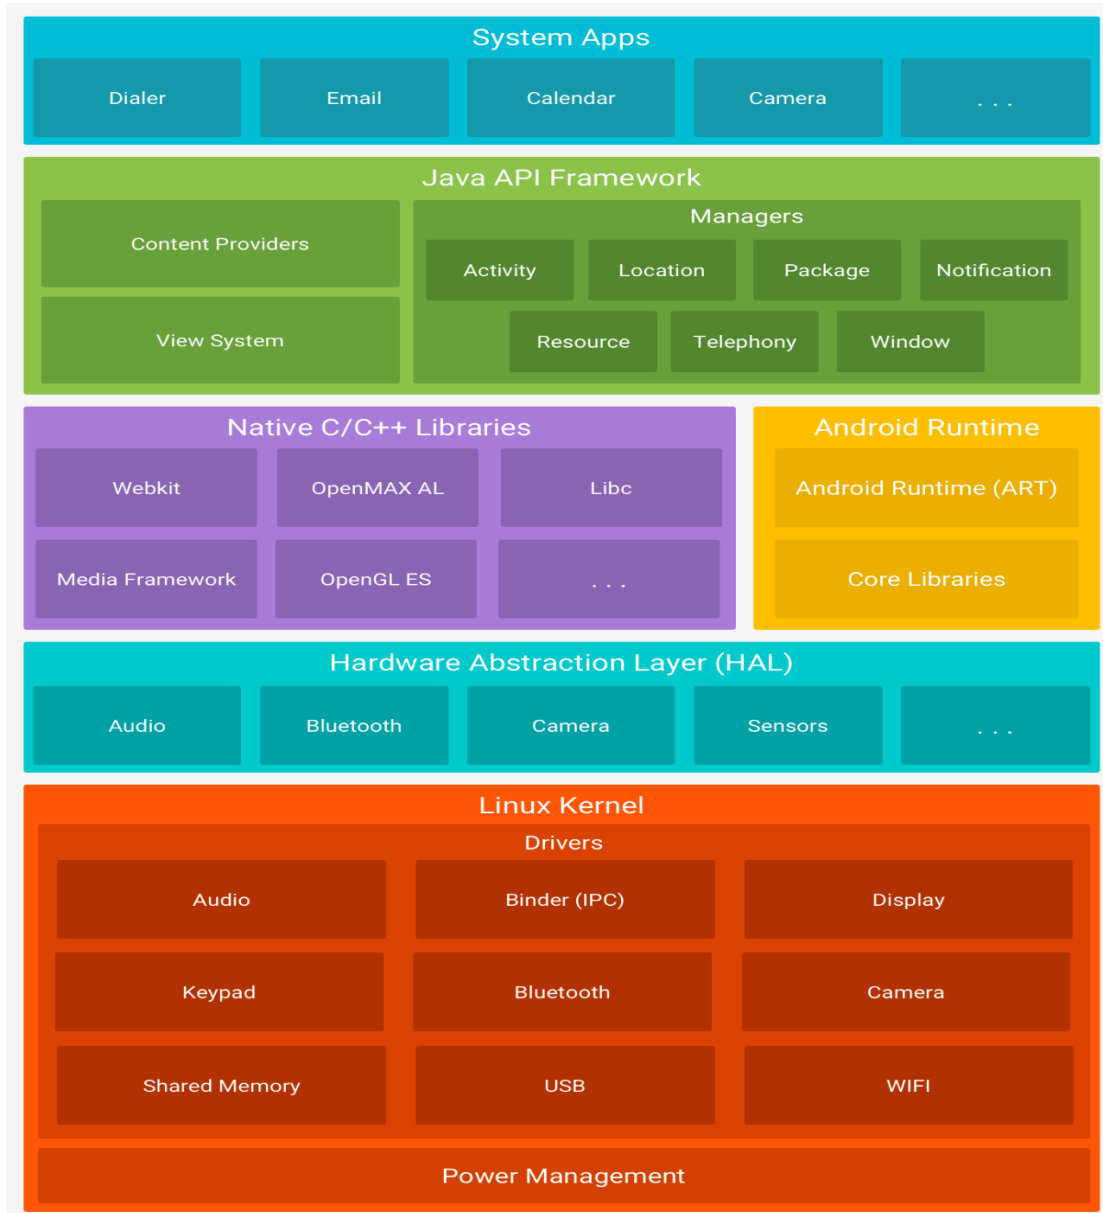 System Apps
Dialer Email Calendar Camera . . .
Java API Framework
Content Providers
View System
Managers
Activity Location Package Notification
Resource Telephony Window
Native C/C++ Libraries
Webkit OpenMAX AL Libc
Media Framework OpenGL ES . . .
Android Runtime
Android Runtime (ART)
Core Libraries
Hardware Abstraction Layer (HAL)
Audio Bluetooth Camera Sensors . . .
Linux Kernel
Drivers
Audio Binder (IPC) Display
Keypad Bluetooth Camera
Shared Memory USB WIFI
Power Management